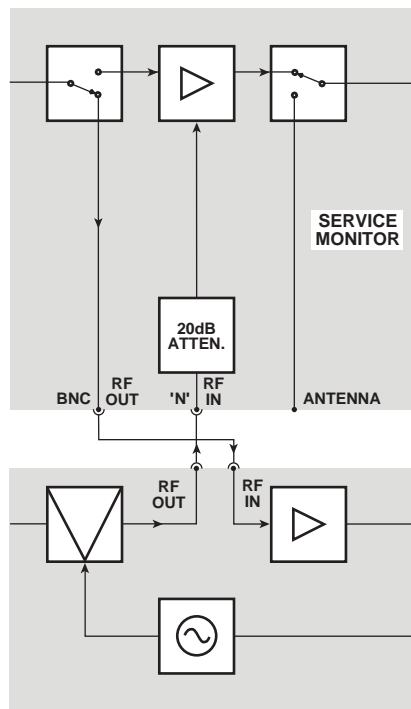 SERVICE
MONITOR
20dB
ATTEN.
BNC
RF
OUT
'N'
RF
IN
ANTENNA
RF
OUT
RF
IN